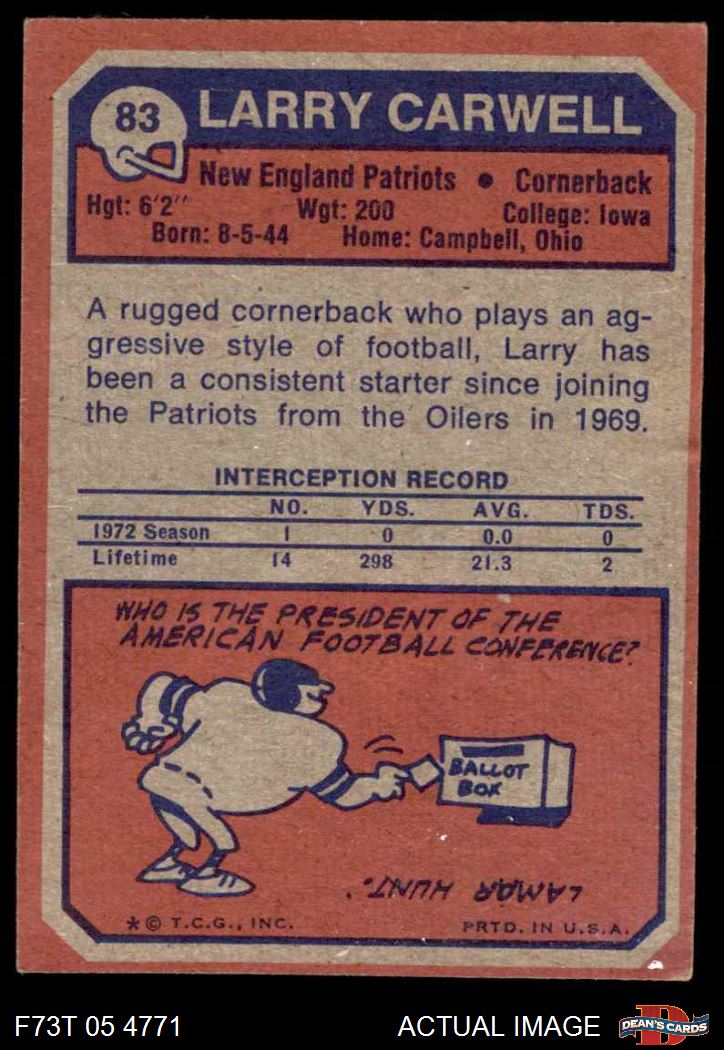 83
LARRY CARWELL
New England Patriots • Cornerback
Hgt: 6'2" Wgt: 200 College: Iowa
Born: 8-5-44 Home: Campbell, Ohio
A rugged cornerback who plays an ag-
gressive style of football, Larry has
been a consistent starter since joining
the Patriots from the Oilers in 1969.
INTERCEPTION RECORD
NO. YDS. AVG. TDS.
1972 Season 1 0 0.0 0
Lifetime 14 298 21.3 2
WHO IS THE PRESIDENT OF THE
AMERICAN FOOTBALL CONFERENCE?
BALLOT
BOX
LAMAR HUNT.
* © T.C.G., INC. PRTD. IN U.S.A.
F73T 05 4771 ACTUAL IMAGE
D
DEAN'S CARDS